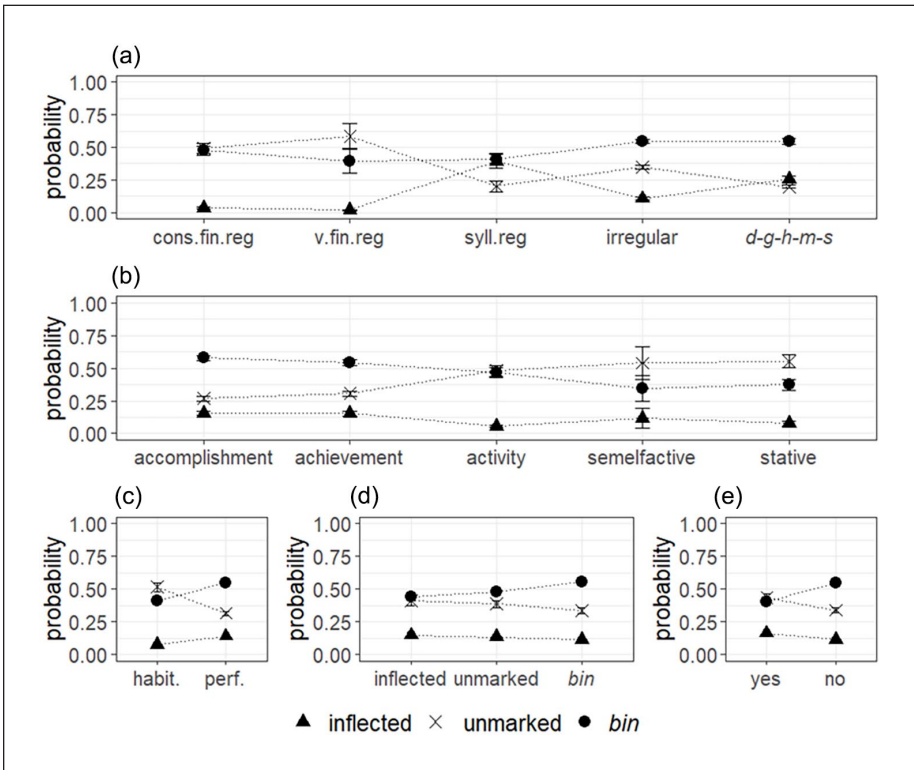 (a)
probability
1.00
0.75
0.50
0.25
0.00
cons.fin.reg v.fin.reg syll.reg irregular d-g-h-m-s
(b)
probability
1.00
0.75
0.50
0.25
0.00
accomplishment achievement activity semelfactive stative
(c)
probability
1.00
0.75
0.50
0.25
0.00
habit. perf.
(d)
probability
1.00
0.75
0.50
0.25
0.00
inflected unmarked bin
(e)
probability
1.00
0.75
0.50
0.25
0.00
yes no
inflected unmarked bin